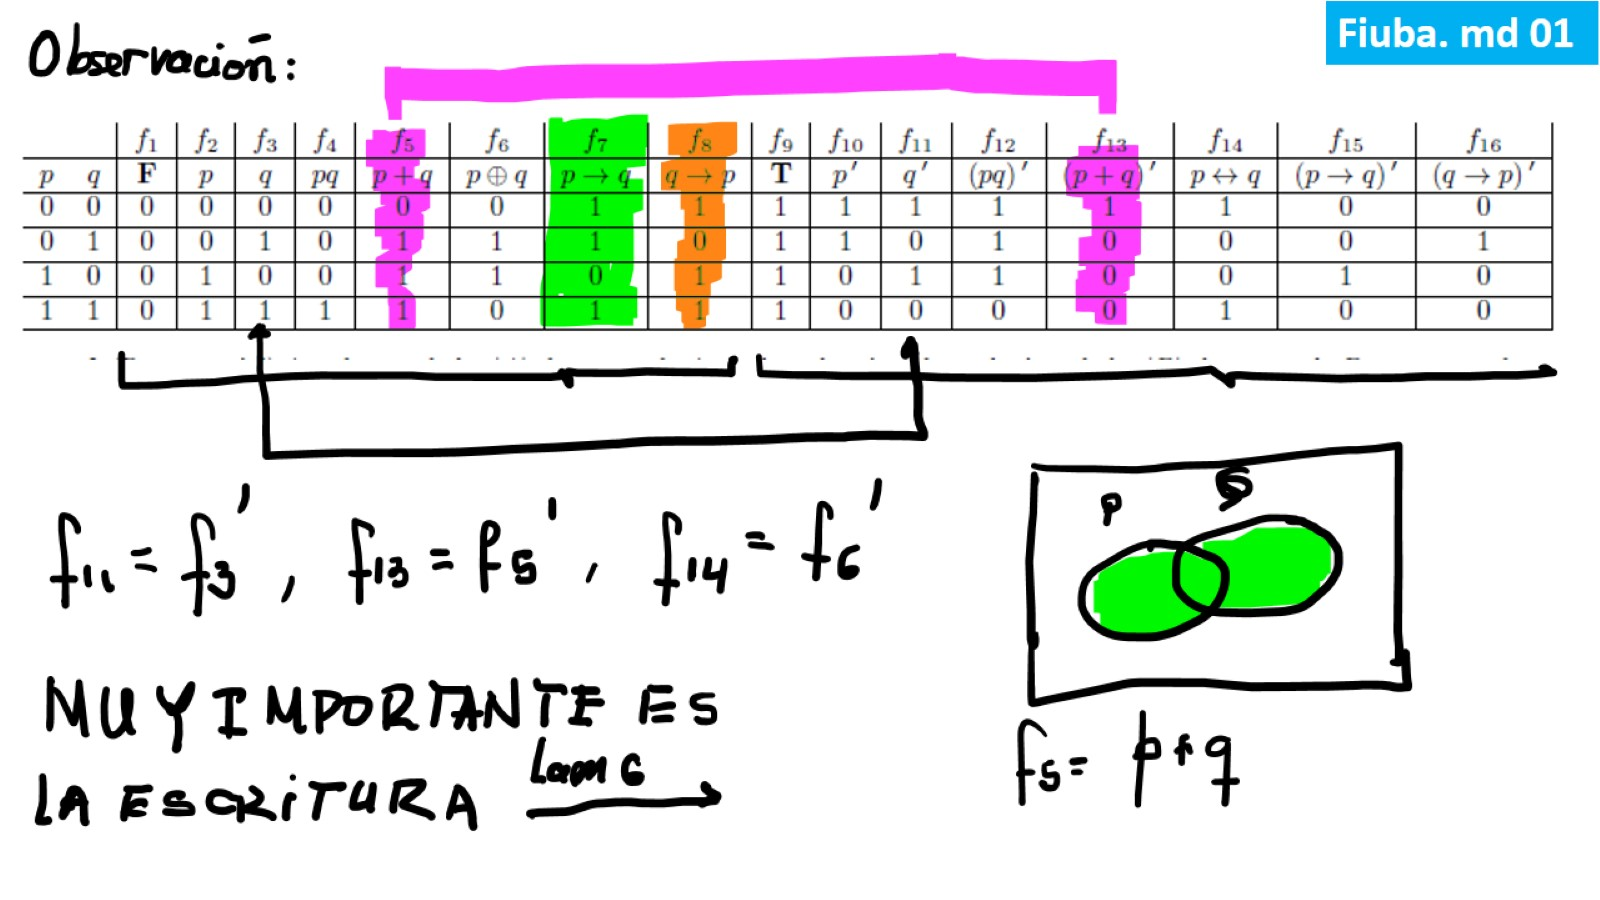 Observación:
Fiuba. md 01
f1 f2 f3 f4 f5 f6 f7 f8 f9 f10 f11 f12 f13 f14 f15 f16
p q F p q pq p + q p ⊕ q p → q q → p T p′ q′ (pq)′ (p + q)′ p ↔ q (p → q)′ (q → p)′
0 0 0 0 0 0 0 0 1 1 1 1 1 1 1 1 0 0
0 1 0 0 1 0 1 1 1 0 1 1 0 1 0 0 0 1
1 0 0 1 0 0 1 1 0 1 1 0 1 1 0 0 1 0
1 1 0 1 1 1 1 0 1 1 1 0 0 0 0 1 0 0
f11 = f3′, f13 = f5′, f14 = f6′
P
MUY IMPORTANTE ES
LA ESCRITURA Lam 6
f5 = p + q